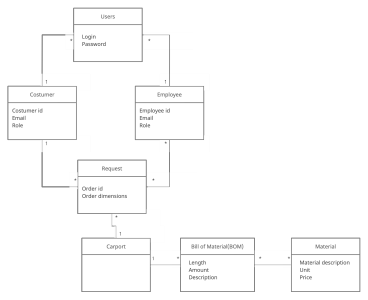 Users
Login
Password
*
*
1
1
Costumer
Costumer id
Email
Role
Employee
Employee id
Email
Role
1
*
Request
*
*
Order id
Order dimensions
*
1
Carport
1
*
Bill of Material(BOM)
Length
Amount
Description
*
*
Material
Material description
Unit
Price